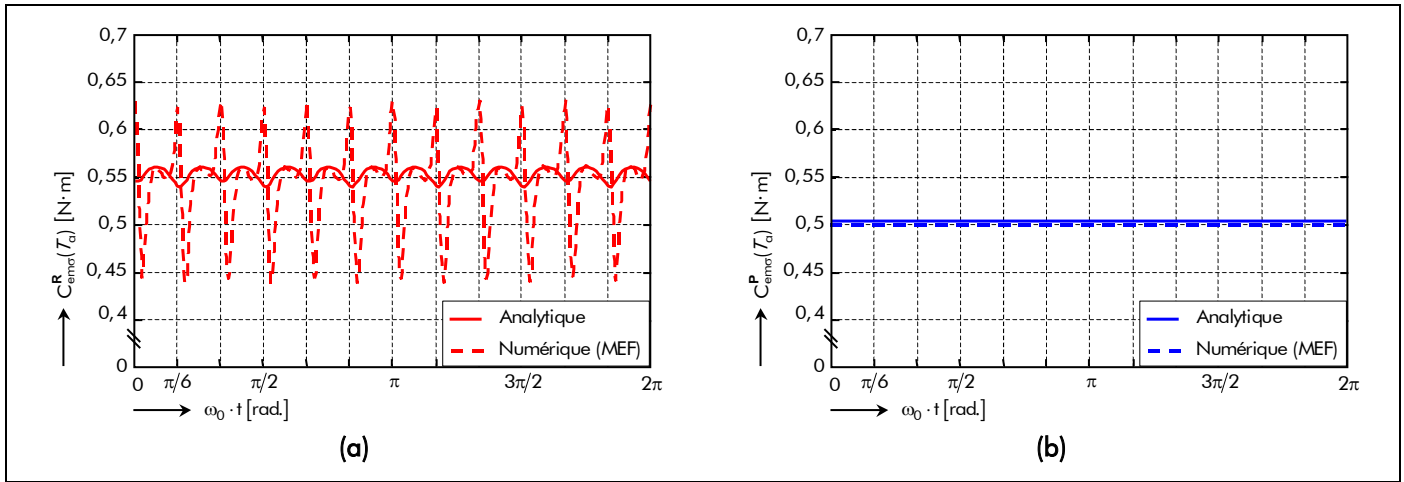 0,7
0,65
0,6
0,55
0,5
0,45
0,4
0
C^R_emσ(T_a) [N·m]
0 π/6 π/2 π 3π/2 2π
ω₀ · t [rad.]
Analytique
Numérique (MEF)
(a)
0,7
0,65
0,6
0,55
0,5
0,45
0,4
0
C^P_emσ(T_a) [N·m]
0 π/6 π/2 π 3π/2 2π
ω₀ · t [rad.]
Analytique
Numérique (MEF)
(b)